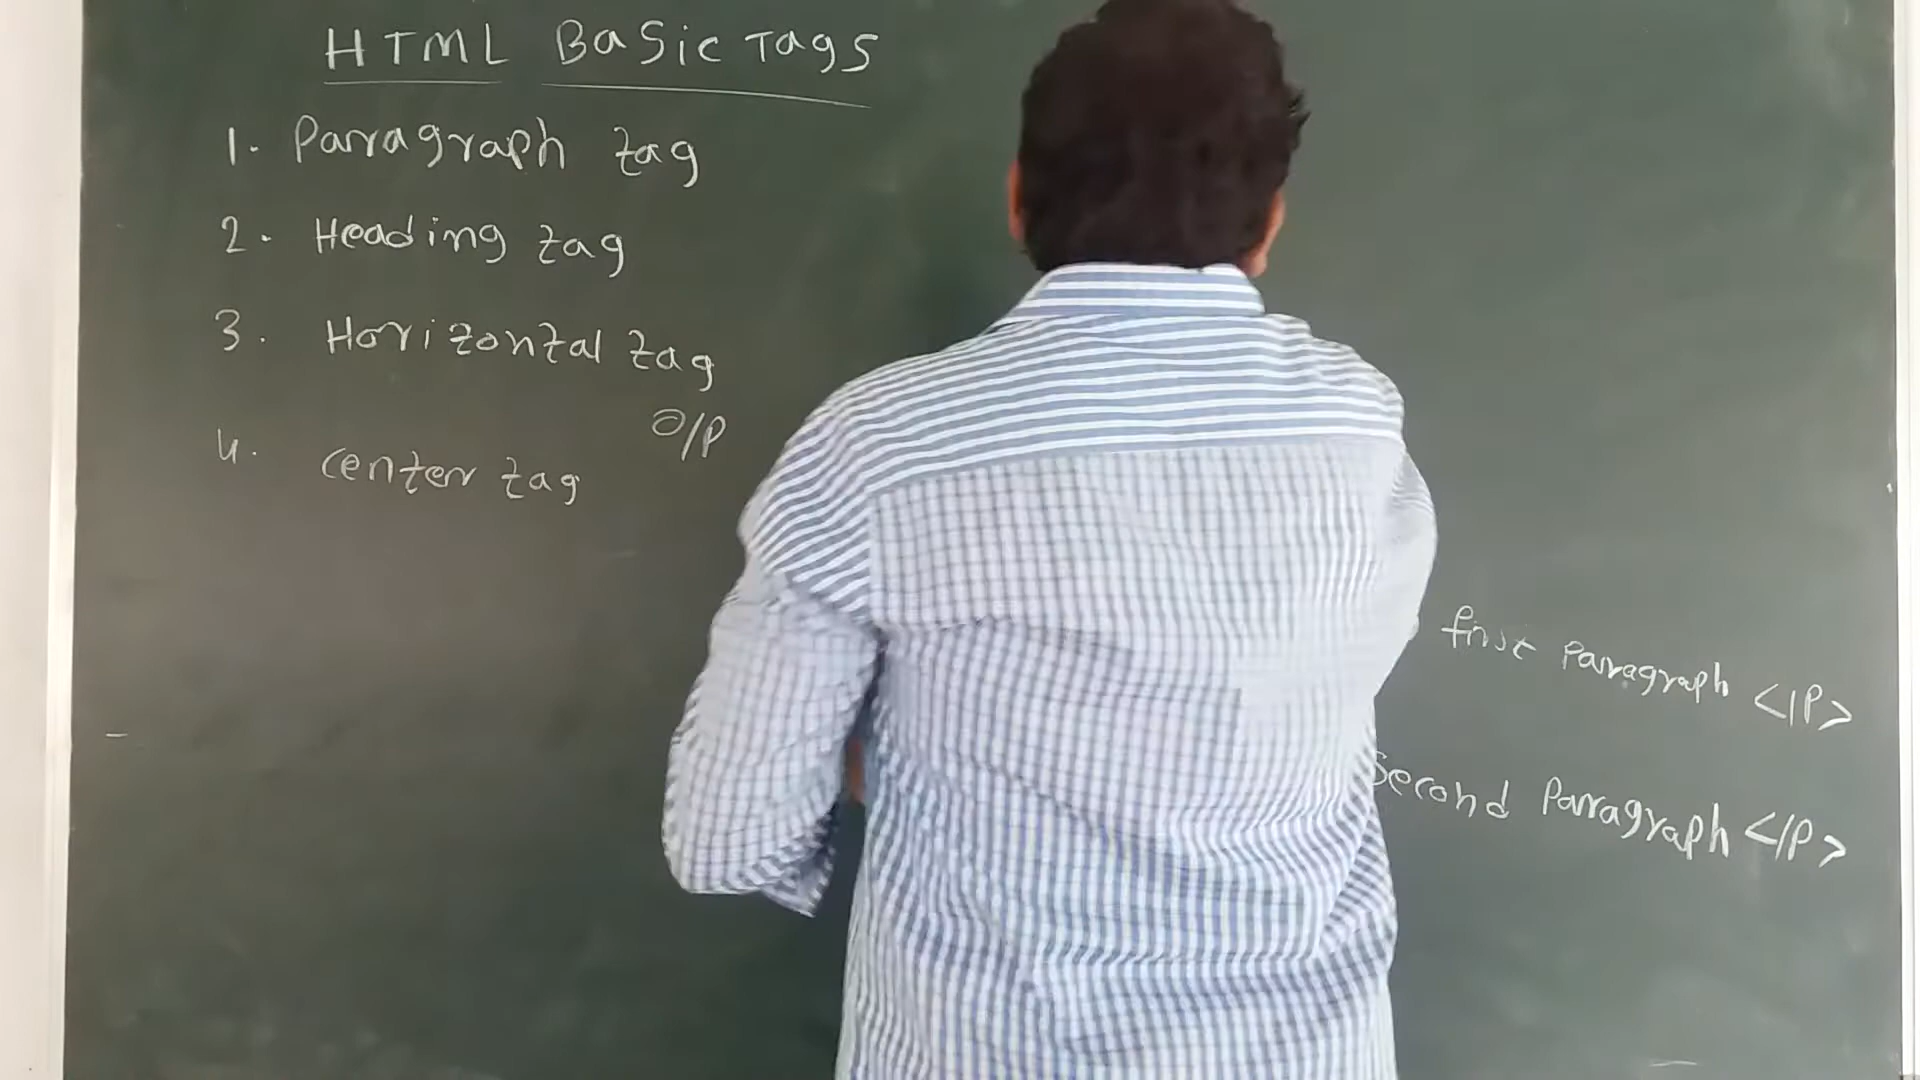 HTML Basic Tags
1. Paragraph tag
2. Heading tag
3. Horizontal tag
O/P
4. center tag
first Paragraph </P>
Second Paragraph </P>